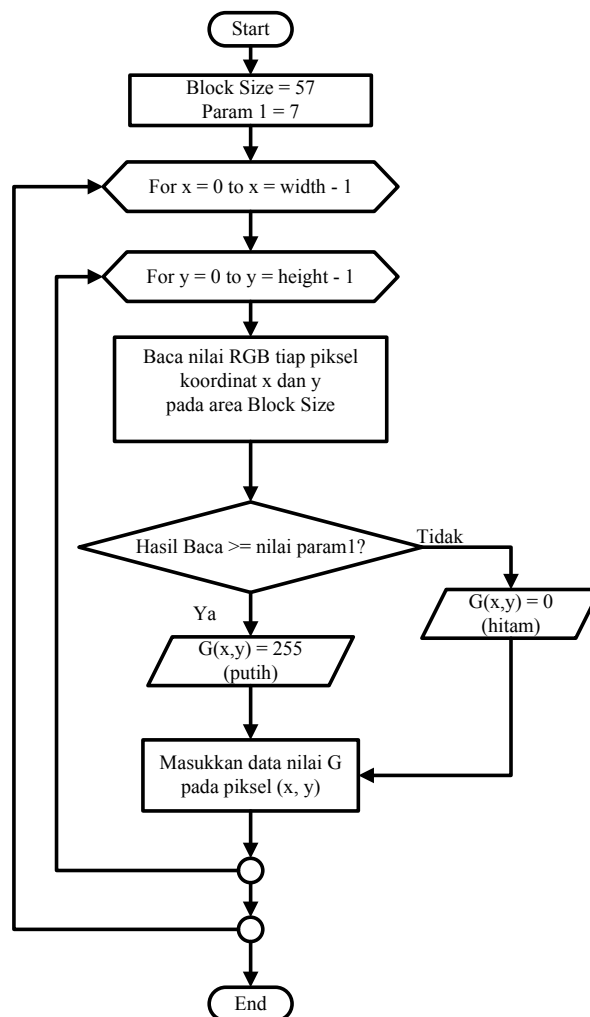 Start
Block Size = 57
Param 1 = 7
For x = 0 to x = width - 1
For y = 0 to y = height - 1
Baca nilai RGB tiap piksel
koordinat x dan y
pada area Block Size
Hasil Baca >= nilai param1?
Tidak
Ya
G(x,y) = 0
(hitam)
G(x,y) = 255
(putih)
Masukkan data nilai G
pada piksel (x, y)
End